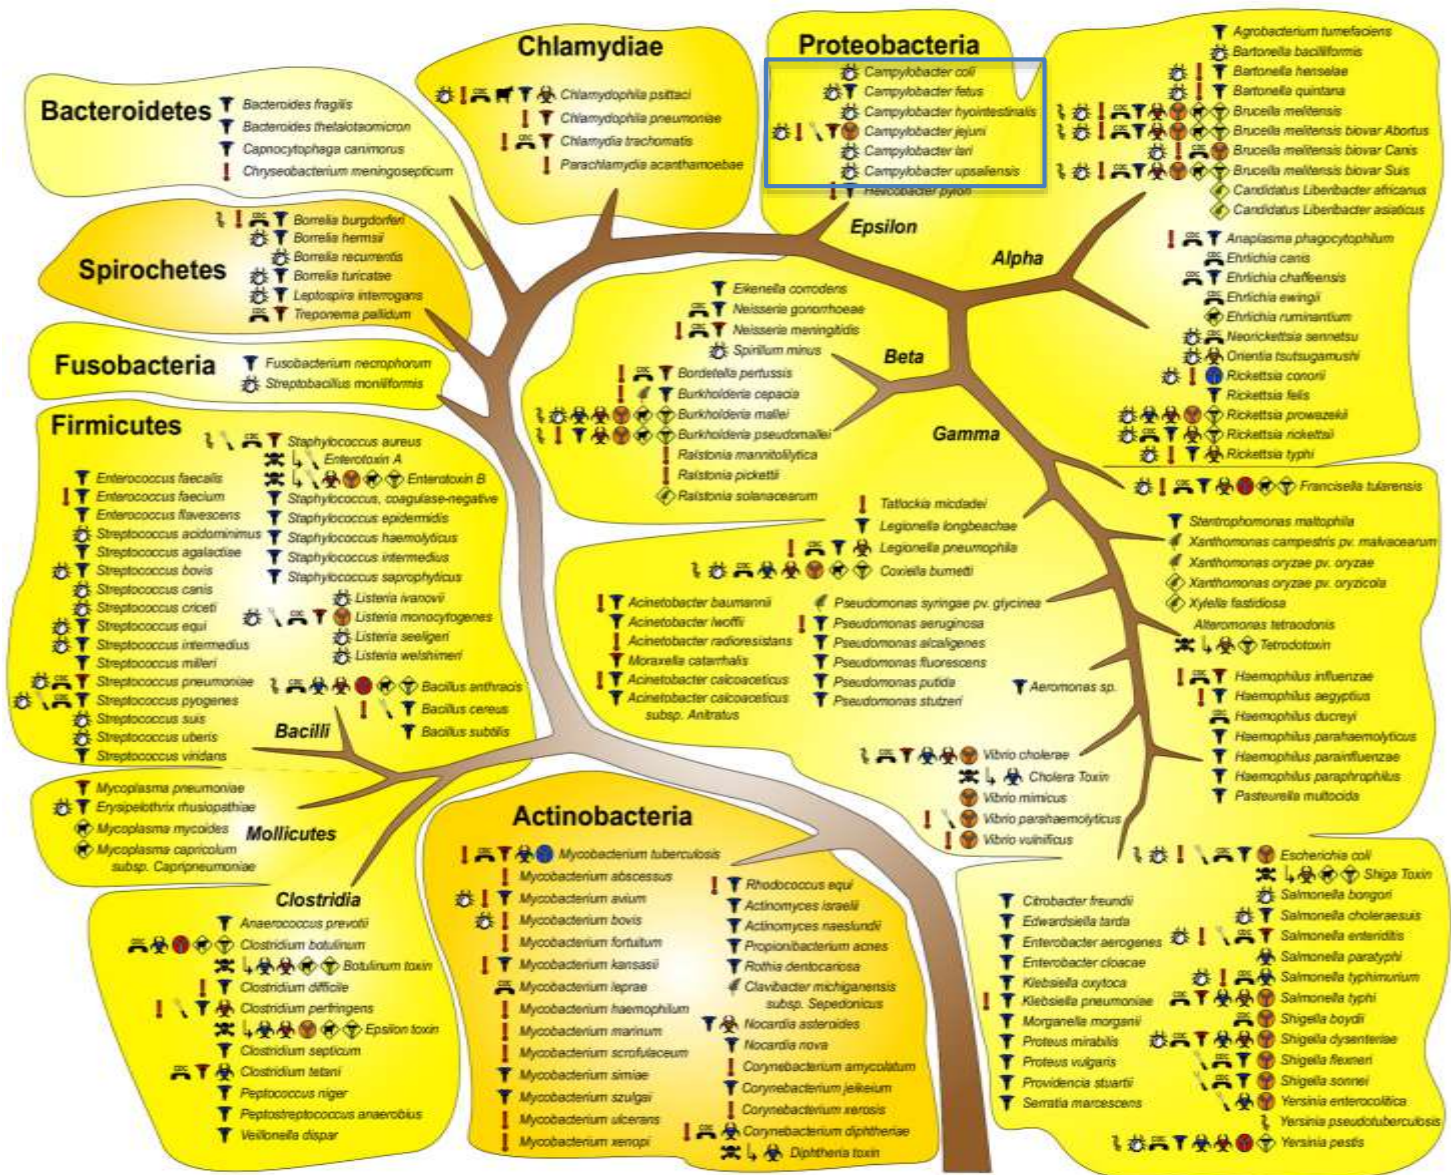 Bacteroidetes
Bacteroides fragilis
Bacteroides thetaiotaomicron
Capnocytophaga canimorus
Chryseobacterium meningosepticum
Chlamydiae
Chlamydophila psittaci
Chlamydophila pneumoniae
Chlamydia trachomatis
Parachlamydia acanthamoebae
Proteobacteria
Campylobacter coli
Campylobacter fetus
Campylobacter hyointestinalis
Campylobacter jejuni
Campylobacter lari
Campylobacter upsaliensis
Helicobacter pylori
Epsilon
Agrobacterium tumefaciens
Bartonella bacilliformis
Bartonella henselae
Bartonella quintana
Brucella melitensis
Brucella melitensis biovar Abortus
Brucella melitensis biovar Canis
Brucella melitensis biovar Suis
Candidatus Liberibacter africanus
Candidatus Liberibacter asiaticus
Alpha
Anaplasma phagocytophilum
Ehrlichia canis
Ehrlichia chaffeensis
Ehrlichia ewingii
Ehrlichia ruminantium
Neorickettsia sennetsu
Orientia tsutsugamushi
Rickettsia conorii
Rickettsia felis
Rickettsia prowazekii
Rickettsia rickettsii
Rickettsia typhi
Spirochetes
Borrelia burgdorferi
Borrelia hermsii
Borrelia recurrentis
Borrelia turicatae
Leptospira interrogans
Treponema pallidum
Fusobacteria
Fusobacterium necrophorum
Streptobacillus moniliformis
Eikenella corrodens
Neisseria gonorrhoeae
Neisseria meningitidis
Spirillum minus
Beta
Bordetella pertussis
Burkholderia cepacia
Burkholderia mallei
Burkholderia pseudomallei
Ralstonia mannitolilytica
Ralstonia pickettii
Ralstonia solanacearum
Gamma
Firmicutes
Staphylococcus aureus
Enterotoxin A
Enterotoxin B
Staphylococcus, coagulase-negative
Staphylococcus epidermidis
Staphylococcus haemolyticus
Staphylococcus intermedius
Staphylococcus saprophyticus
Enterococcus faecalis
Enterococcus faecium
Enterococcus flavescens
Streptococcus acidominimus
Streptococcus agalactiae
Streptococcus bovis
Streptococcus canis
Streptococcus criceti
Streptococcus equi
Streptococcus intermedius
Streptococcus milleri
Streptococcus pneumoniae
Streptococcus pyogenes
Streptococcus suis
Streptococcus uberis
Streptococcus viridans
Listeria ivanovii
Listeria monocytogenes
Listeria seeligeri
Listeria welshimeri
Bacillus anthracis
Bacillus cereus
Bacillus subtilis
Bacilli
Francisella tularensis
Tatlockia micdadei
Legionella longbeachae
Legionella pneumophila
Coxiella burnetti
Stentrophomonas maltophila
Xanthomonas campestris pv. malvacearum
Xanthomonas oryzae pv. oryzae
Xanthomonas oryzae pv. oryzicola
Xylella fastidiosa
Alteromonas tetraodonis
Tetrodotoxin
Acinetobacter baumannii
Acinetobacter lwoffii
Acinetobacter radioresistans
Moraxella catarrhalis
Acinetobacter calcoaceticus
Acinetobacter calcoaceticus
subsp. Anitratus
Pseudomonas syringae pv. glycinea
Pseudomonas aeruginosa
Pseudomonas alcaligenes
Pseudomonas fluorescens
Pseudomonas putida
Pseudomonas stutzeri
Aeromonas sp.
Haemophilus influenzae
Haemophilus aegyptius
Haemophilus ducreyi
Haemophilus parahaemolyticus
Haemophilus parainfluenzae
Haemophilus paraphrophilus
Pasteurella multocida
Vibrio cholerae
Cholera Toxin
Vibrio mimicus
Vibrio parahaemolyticus
Vibrio vulnificus
Mycoplasma pneumoniae
Erysipelothrix rhusiopathiae
Mycoplasma mycoides
Mycoplasma capricolum
subsp. Capripneumoniae
Mollicutes
Clostridia
Anaerococcus prevotii
Clostridium botulinum
Botulinum toxin
Clostridium difficile
Clostridium perfringens
Epsilon toxin
Clostridium septicum
Clostridium tetani
Peptococcus niger
Peptostreptococcus anaerobius
Veillonella dispar
Actinobacteria
Mycobacterium tuberculosis
Mycobacterium abscessus
Mycobacterium avium
Mycobacterium bovis
Mycobacterium fortuitum
Mycobacterium kansasii
Mycobacterium leprae
Mycobacterium haemophilum
Mycobacterium marinum
Mycobacterium scrofulaceum
Mycobacterium simiae
Mycobacterium szulgai
Mycobacterium ulcerans
Mycobacterium xenopi
Rhodococcus equi
Actinomyces israelii
Actinomyces naeslundii
Propionibacterium acnes
Rothia dentocariosa
Clavibacter michiganensis
subsp. Sepedonicus
Nocardia asteroides
Nocardia nova
Corynebacterium amycolatum
Corynebacterium jeikeium
Corynebacterium xerosis
Corynebacterium diphtheriae
Diphtheria toxin
Citrobacter freundii
Edwardsiella tarda
Enterobacter aerogenes
Enterobacter cloacae
Klebsiella oxytoca
Klebsiella pneumoniae
Morganella morganii
Proteus mirabilis
Proteus vulgaris
Providencia stuartii
Serratia marcescens
Escherichia coli
Shiga Toxin
Salmonella bongori
Salmonella choleraesuis
Salmonella enteriditis
Salmonella paratyphi
Salmonella typhimurium
Salmonella typhi
Shigella boydii
Shigella dysenteriae
Shigella flexneri
Shigella sonnei
Yersinia enterocolitica
Yersinia pseudotuberculosis
Yersinia pestis